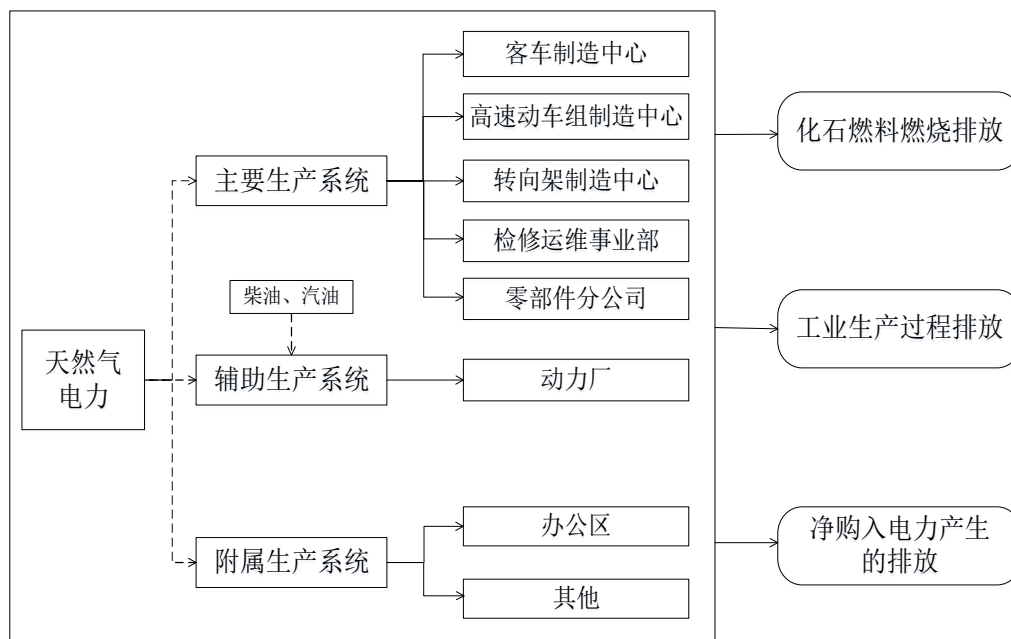 客车制造中心
高速动车组制造中心
化石燃料燃烧排放
主要生产系统
转向架制造中心
检修运维事业部
柴油、汽油
零部件分公司
工业生产过程排放
天然气
电力
辅助生产系统
动力厂
办公区
净购入电力产生
的排放
附属生产系统
其他